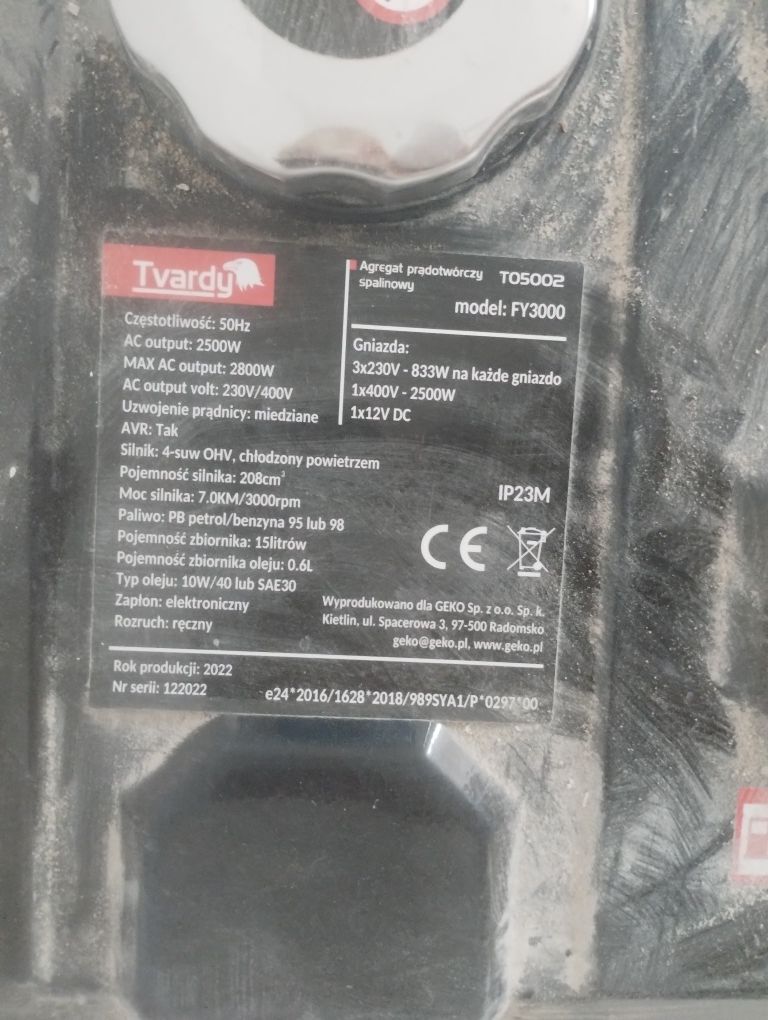 Tvardy
Agregat prądotwórczy
spalinowy
TO5002
model: FY3000
Częstotliwość: 50Hz
AC output: 2500W
MAX AC output: 2800W
AC output volt: 230V/400V
Uzwojenie prądnicy: miedziane
AVR: Tak
Gniazda:
3x230V - 833W na każde gniazdo
1x400V - 2500W
1x12V DC
Silnik: 4-suw OHV, chłodzony powietrzem
Pojemność silnika: 208cm³
Moc silnika: 7.0KM/3000rpm
Paliwo: PB petrol/benzyna 95 lub 98
Pojemność zbiornika: 15litrów
Pojemność zbiornika oleju: 0.6L
Typ oleju: 10W/40 lub SAE30
Zapłon: elektroniczny
Rozruch: ręczny
IP23M
CE
Wyprodukowano dla GEKO Sp. z o.o. Sp. k.
Kietlin, ul. Spacerowa 3, 97-500 Radomsko
geko@geko.pl, www.geko.pl
Rok produkcji: 2022
Nr serii: 122022
e24*2016/1628*2018/989SYA1/P*0297*00